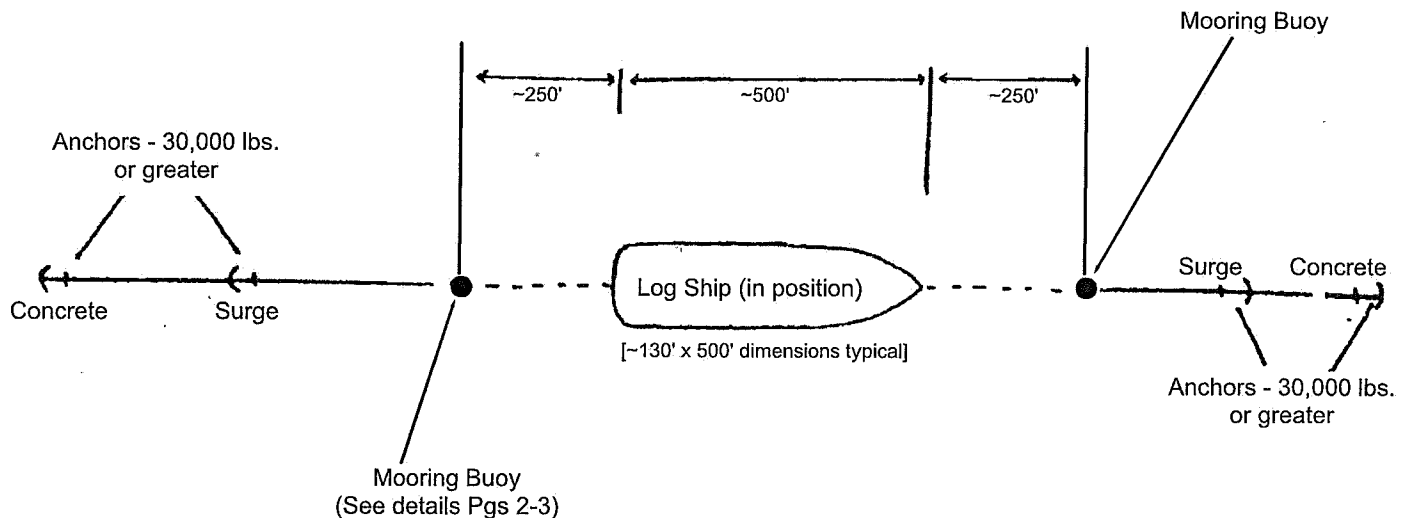 Mooring Buoy
~250'
~500'
~250'
Anchors - 30,000 lbs.
or greater
Concrete
Surge
Log Ship (in position)
[~130' x 500' dimensions typical]
Surge
Concrete
Anchors - 30,000 lbs.
or greater
Mooring Buoy
(See details Pgs 2-3)